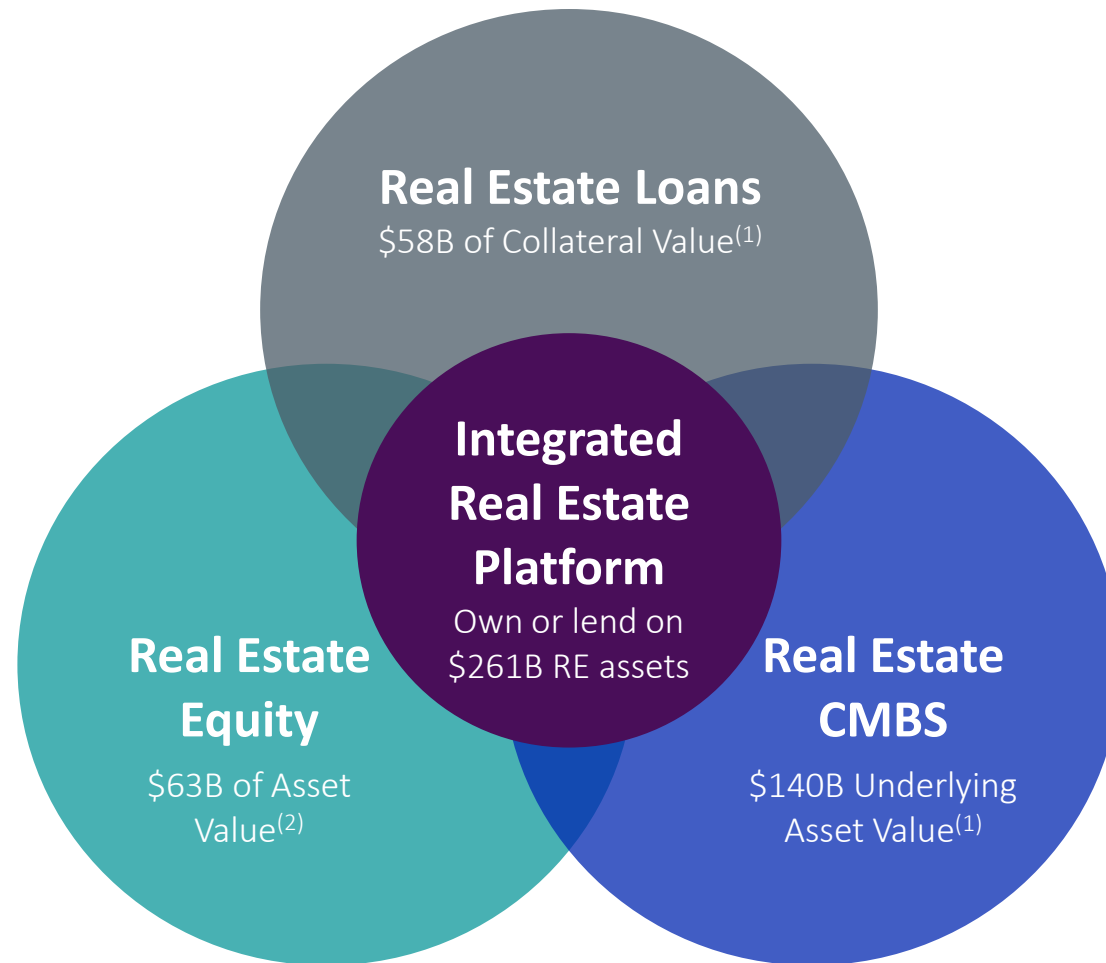 Real Estate Loans
$58B of Collateral Value(1)
Integrated
Real Estate
Platform
Own or lend on
$261B RE assets
Real Estate
Equity
$63B of Asset
Value(2)
Real Estate
CMBS
$140B Underlying
Asset Value(1)